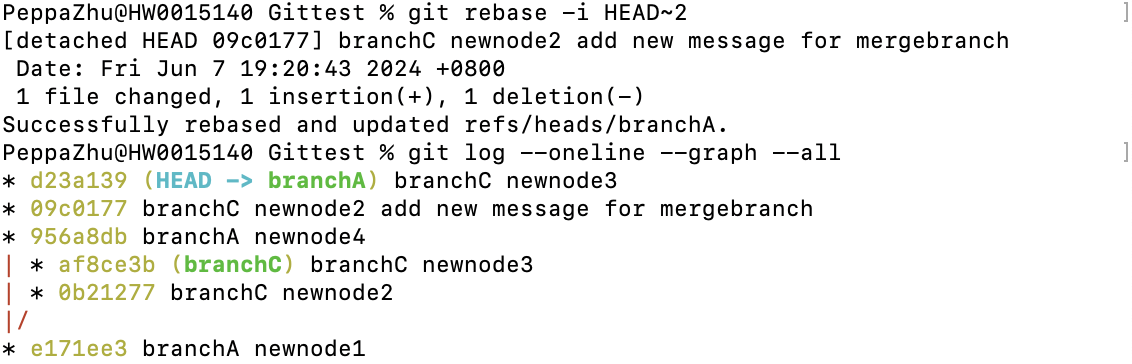 PeppaZhu@HW0015140 Gittest % git rebase -i HEAD~2
[detached HEAD 09c0177] branchC newnode2 add new message for mergebranch
 Date: Fri Jun 7 19:20:43 2024 +0800
 1 file changed, 1 insertion(+), 1 deletion(-)
Successfully rebased and updated refs/heads/branchA.
PeppaZhu@HW0015140 Gittest % git log --oneline --graph --all
* d23a139 (HEAD -> branchA) branchC newnode3
* 09c0177 branchC newnode2 add new message for mergebranch
* 956a8db branchA newnode4
| * af8ce3b (branchC) branchC newnode3
| * 0b21277 branchC newnode2
|/
* e171ee3 branchA newnode1